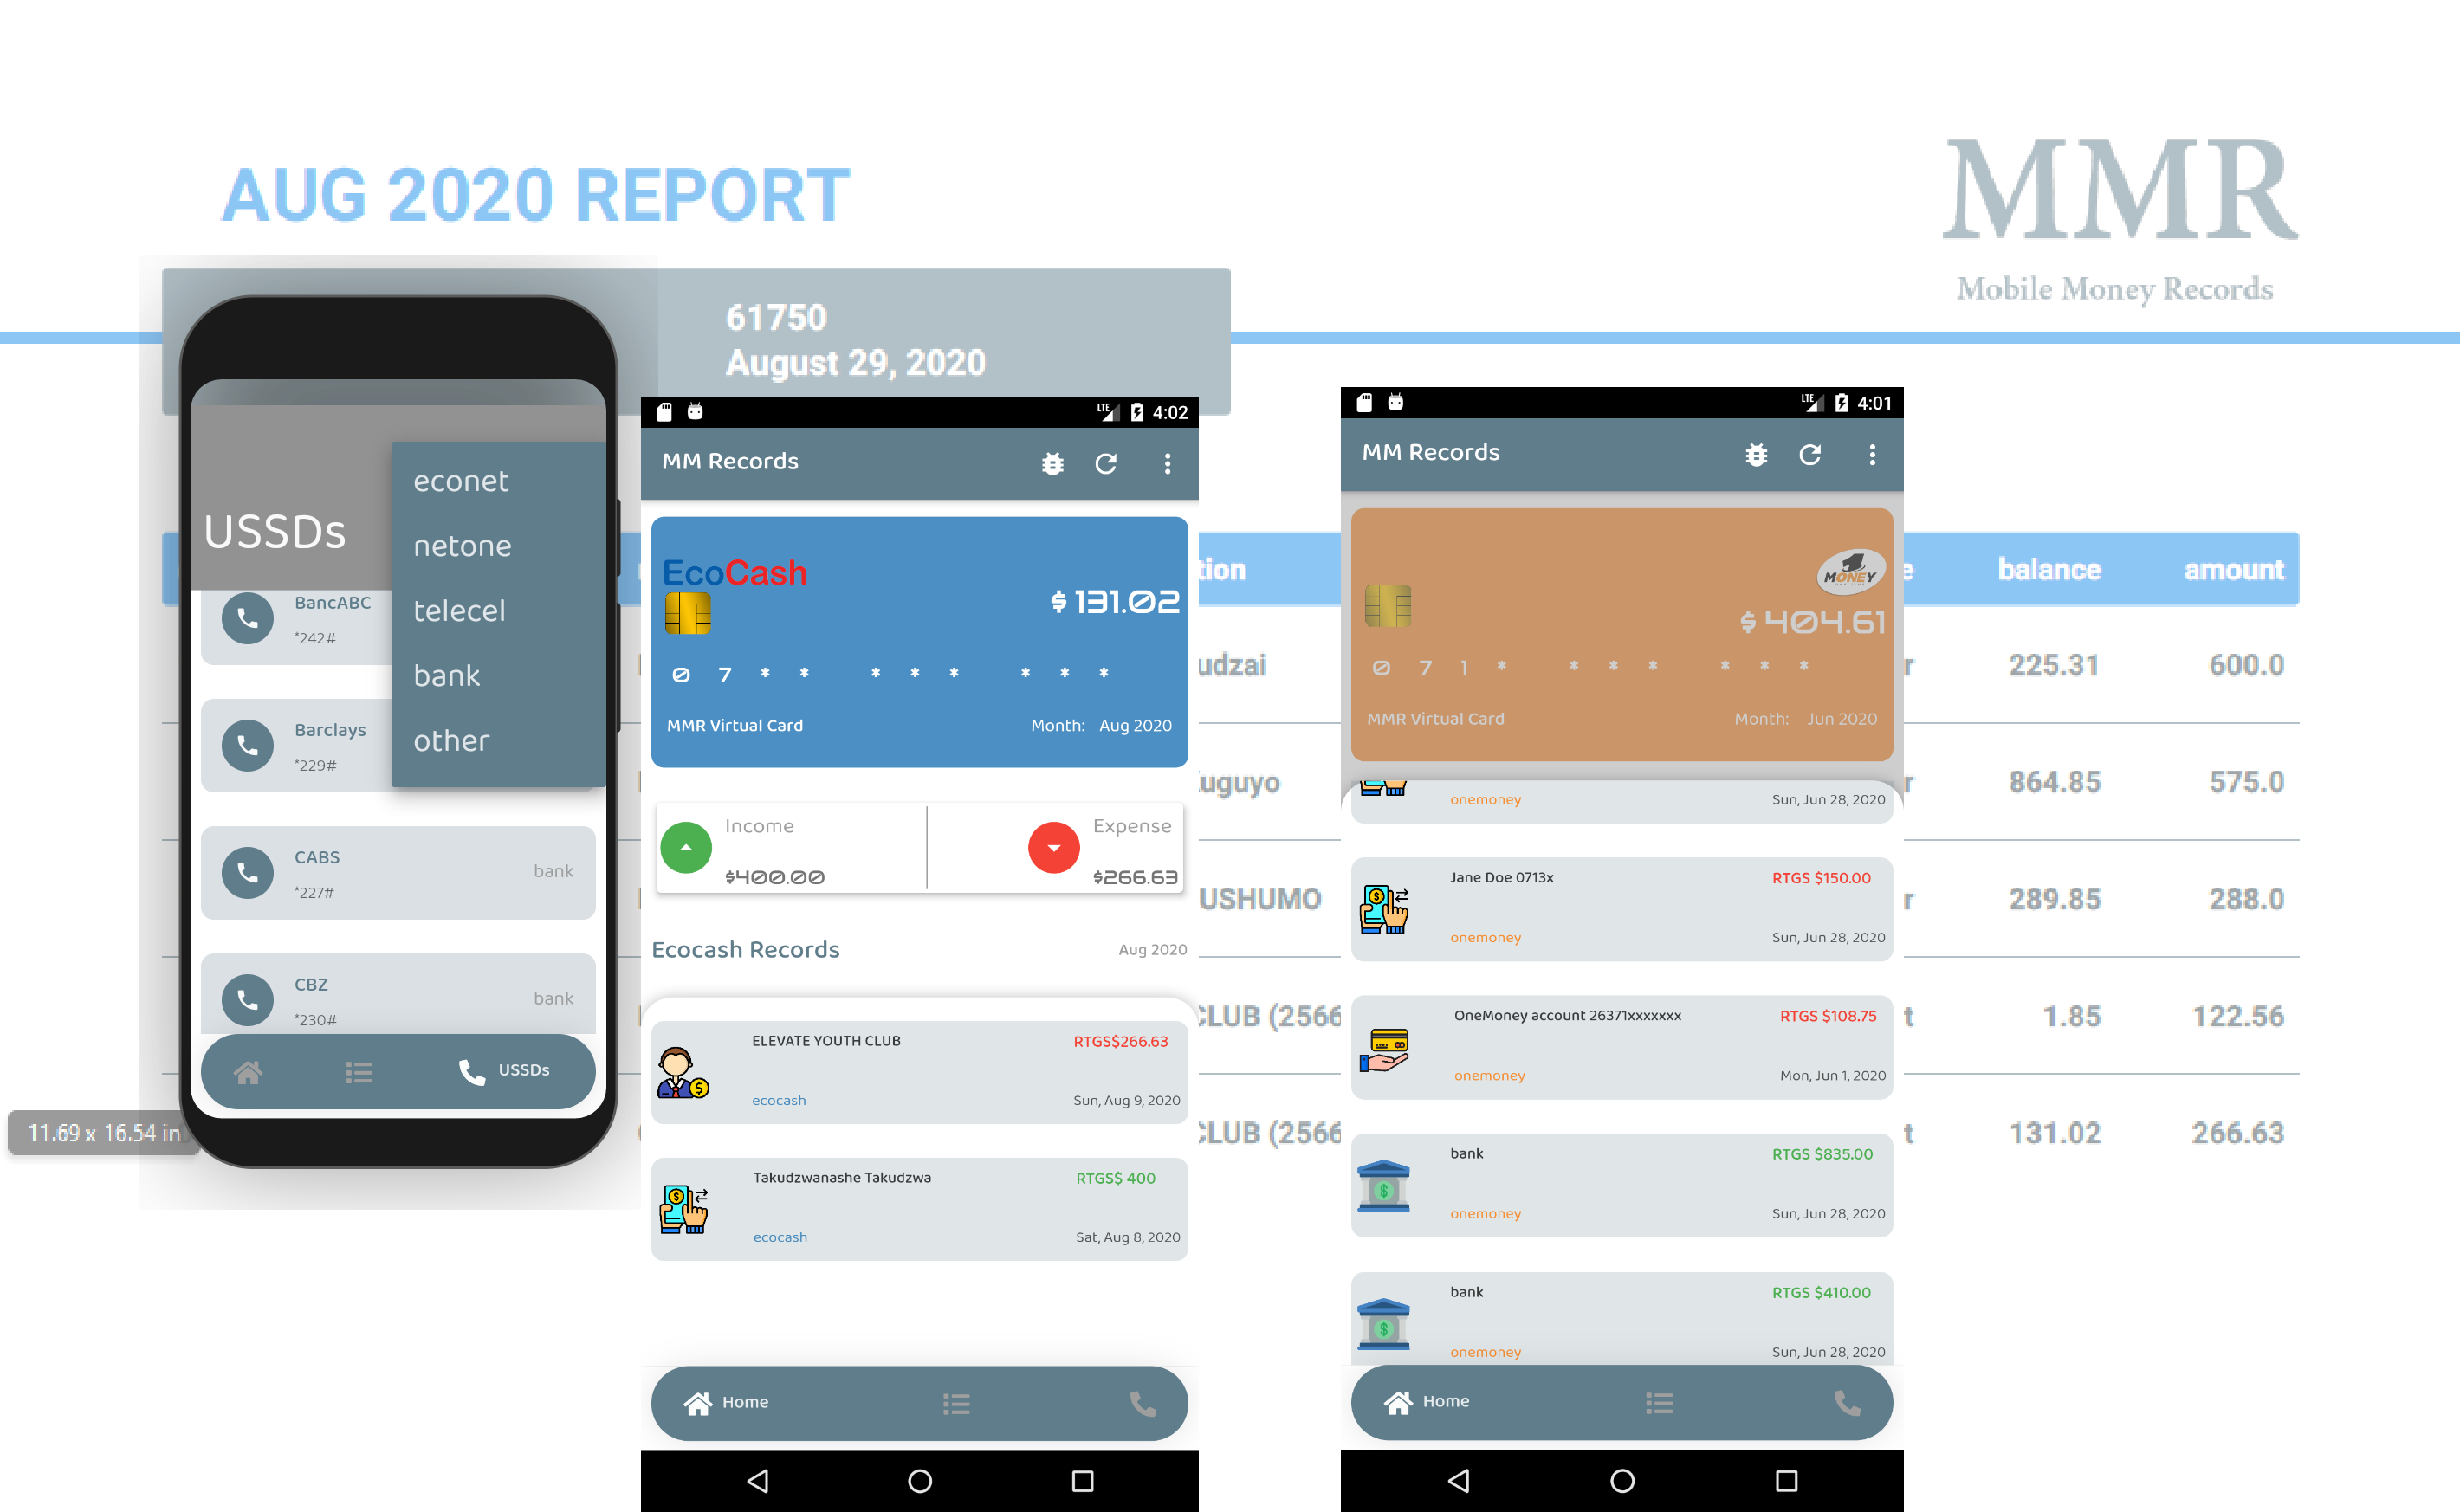 AUG 2020 REPORT
MMR
Mobile Money Records
61750
August 29, 2020
balance amount
udzai 225.31 600.0
uguyo 864.85 575.0
USHUMO 289.85 288.0
CLUB (2566 1.85 122.56
CLUB (2566 131.02 266.63
11.69 x 16.54 in
USSDs
econet
netone
telecel
bank
other
BancABC
*242#
Barclays
*229#
CABS
bank
*227#
CBZ
bank
*230#
USSDs
LTE 4:02
MM Records
EcoCash
$ 131.02
0 7 * * * * * * * *
MMR Virtual Card Month: Aug 2020
Income
$400.00
Expense
$266.63
Ecocash Records Aug 2020
ELEVATE YOUTH CLUB RTGS$266.63
ecocash Sun, Aug 9, 2020
Takudzwanashe Takudzwa RTGS$ 400
ecocash Sat, Aug 8, 2020
Home
LTE 4:01
MM Records
1 MONEY
$ 404.61
0 7 1 * * * * * * *
MMR Virtual Card Month: Jun 2020
onemoney Sun, Jun 28, 2020
Jane Doe 0713x RTGS $150.00
onemoney Sun, Jun 28, 2020
OneMoney account 26371xxxxxxx RTGS $108.75
onemoney Mon, Jun 1, 2020
bank RTGS $835.00
onemoney Sun, Jun 28, 2020
bank RTGS $410.00
onemoney Sun, Jun 28, 2020
Home